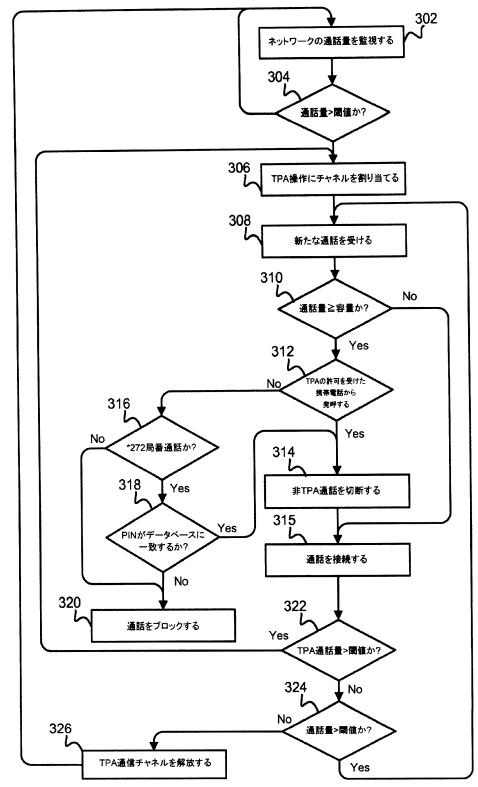 302
ネットワークの通話量を監視する
304
通話量>閾値か?
306
TPA操作にチャネルを割り当てる
308
新たな通話を受ける
310
通話量≧容量か?
No
Yes
312
TPAの許可を受けた
携帯電話から
発呼する
No
Yes
316
*272局番通話か?
No
Yes
314
非TPA通話を切断する
318
PINがデータベースに
一致するか?
Yes
No
315
通話を接続する
320
通話をブロックする
322
TPA通話量>閾値か?
Yes
No
324
通話量>閾値か?
No
Yes
326
TPA通信チャネルを解放する